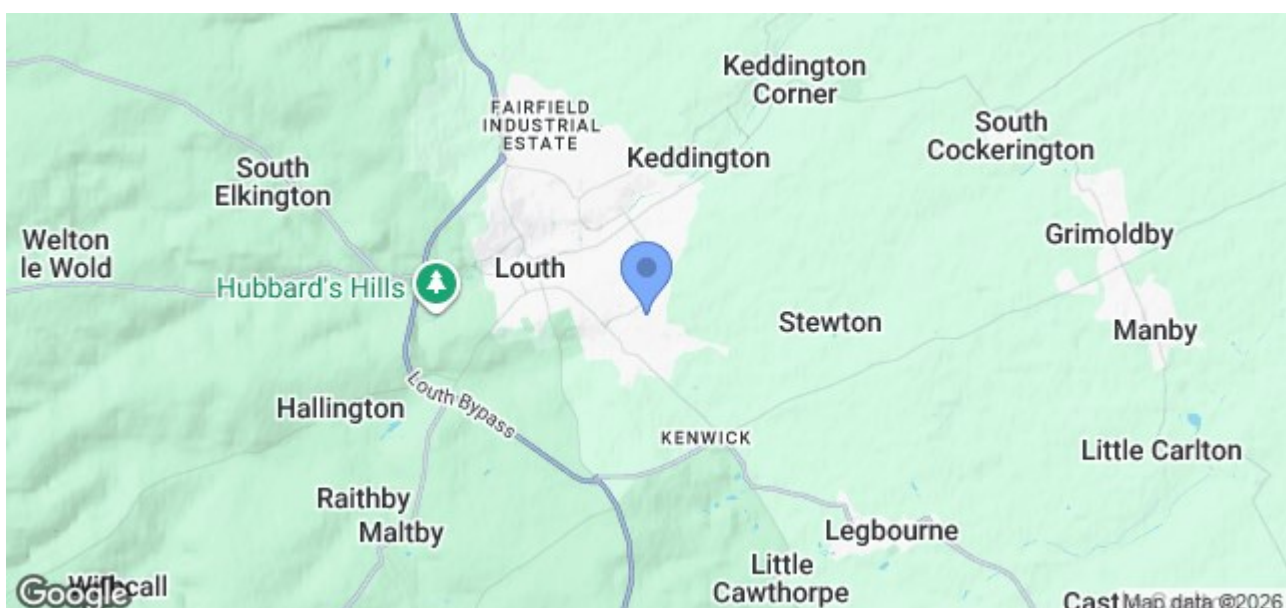 Keddington
Corner
FAIRFIELD
INDUSTRIAL
ESTATE
South
Cockerington
Keddington
South
Elkington
Welton
le Wold
Grimoldby
Louth
Hubbard's Hills
Stewton
Manby
Louth Bypass
Hallington
KENWICK
Little Carlton
Raithby
Maltby
Legbourne
Little
Cawthorpe
Google
Map data ©2026